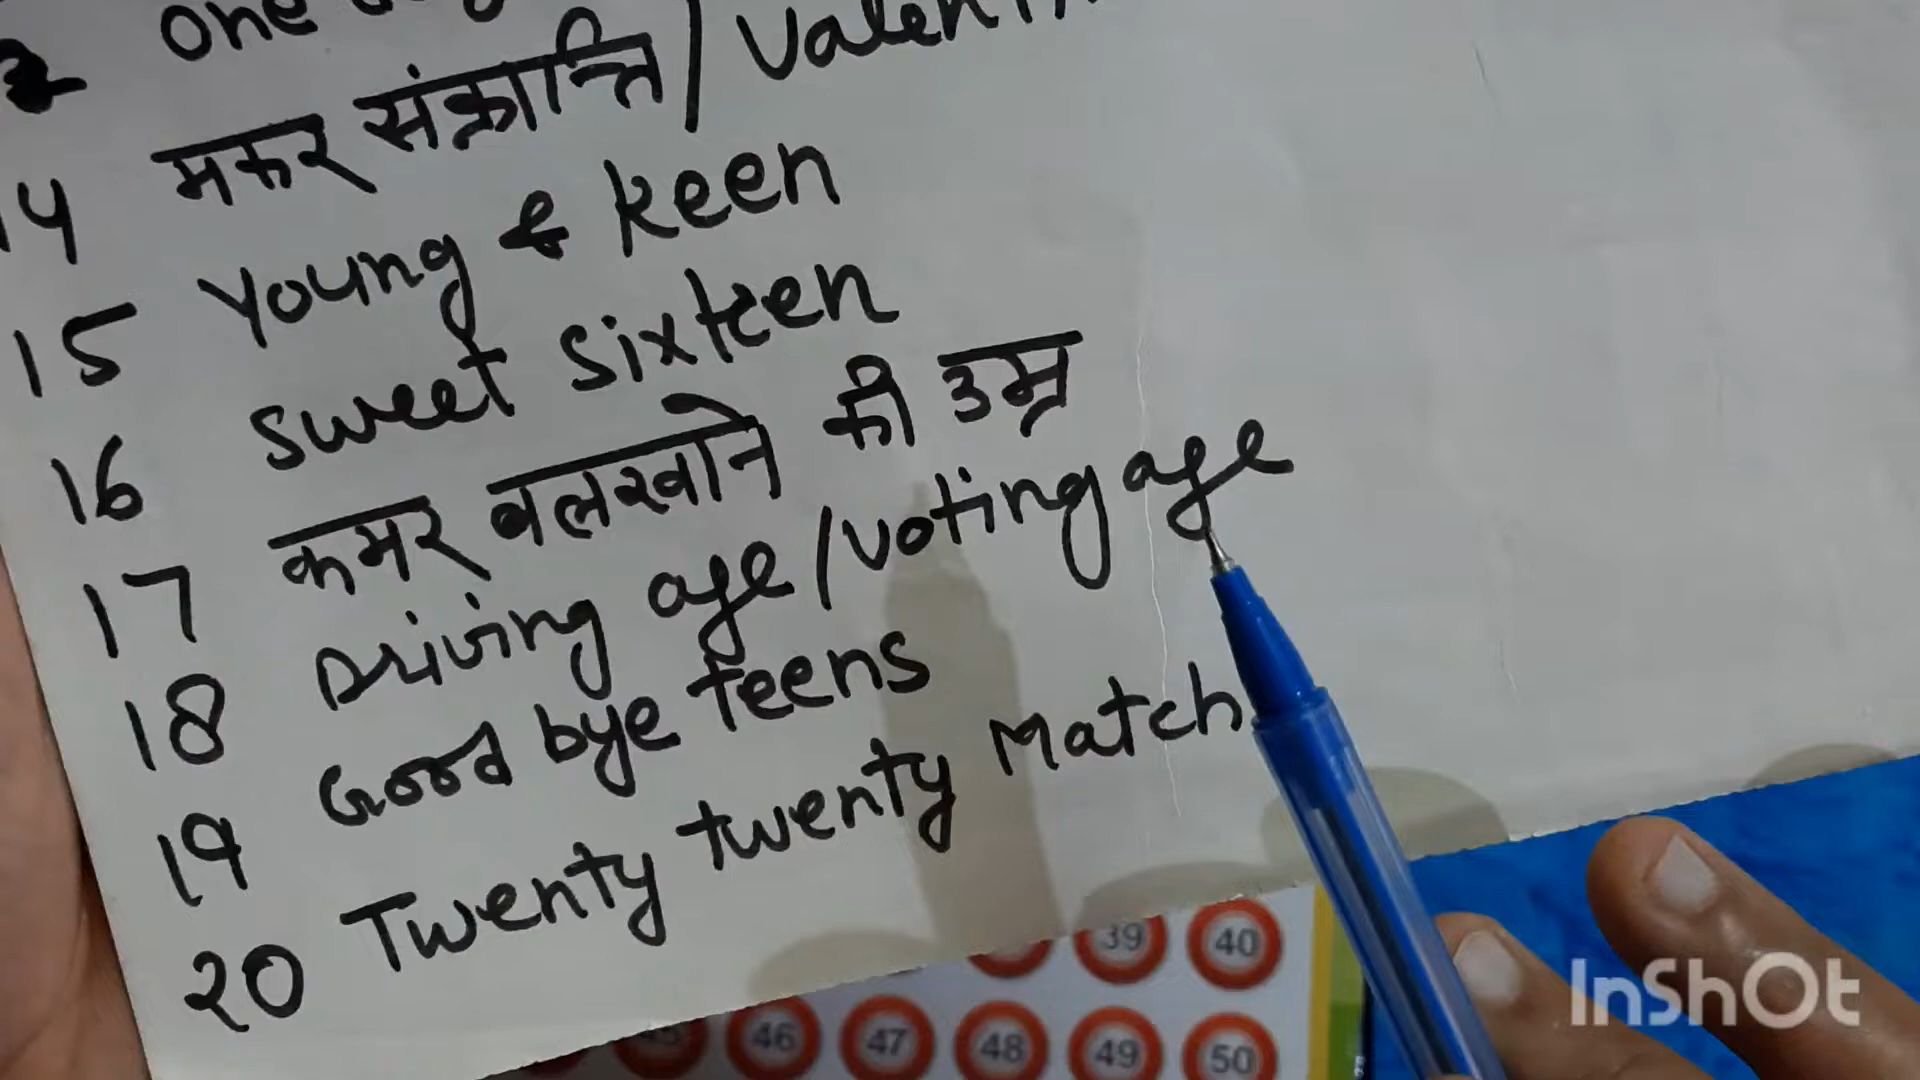 one
14 मकर संक्रान्ति/Valen
15 Young & keen
16 sweet sixteen
17 कमर बलखाने की उम्र
18 Driving age/voting age
19 Good bye teens
20 Twenty twenty Match
39 40
45 46 47 48 49 50
InShOt